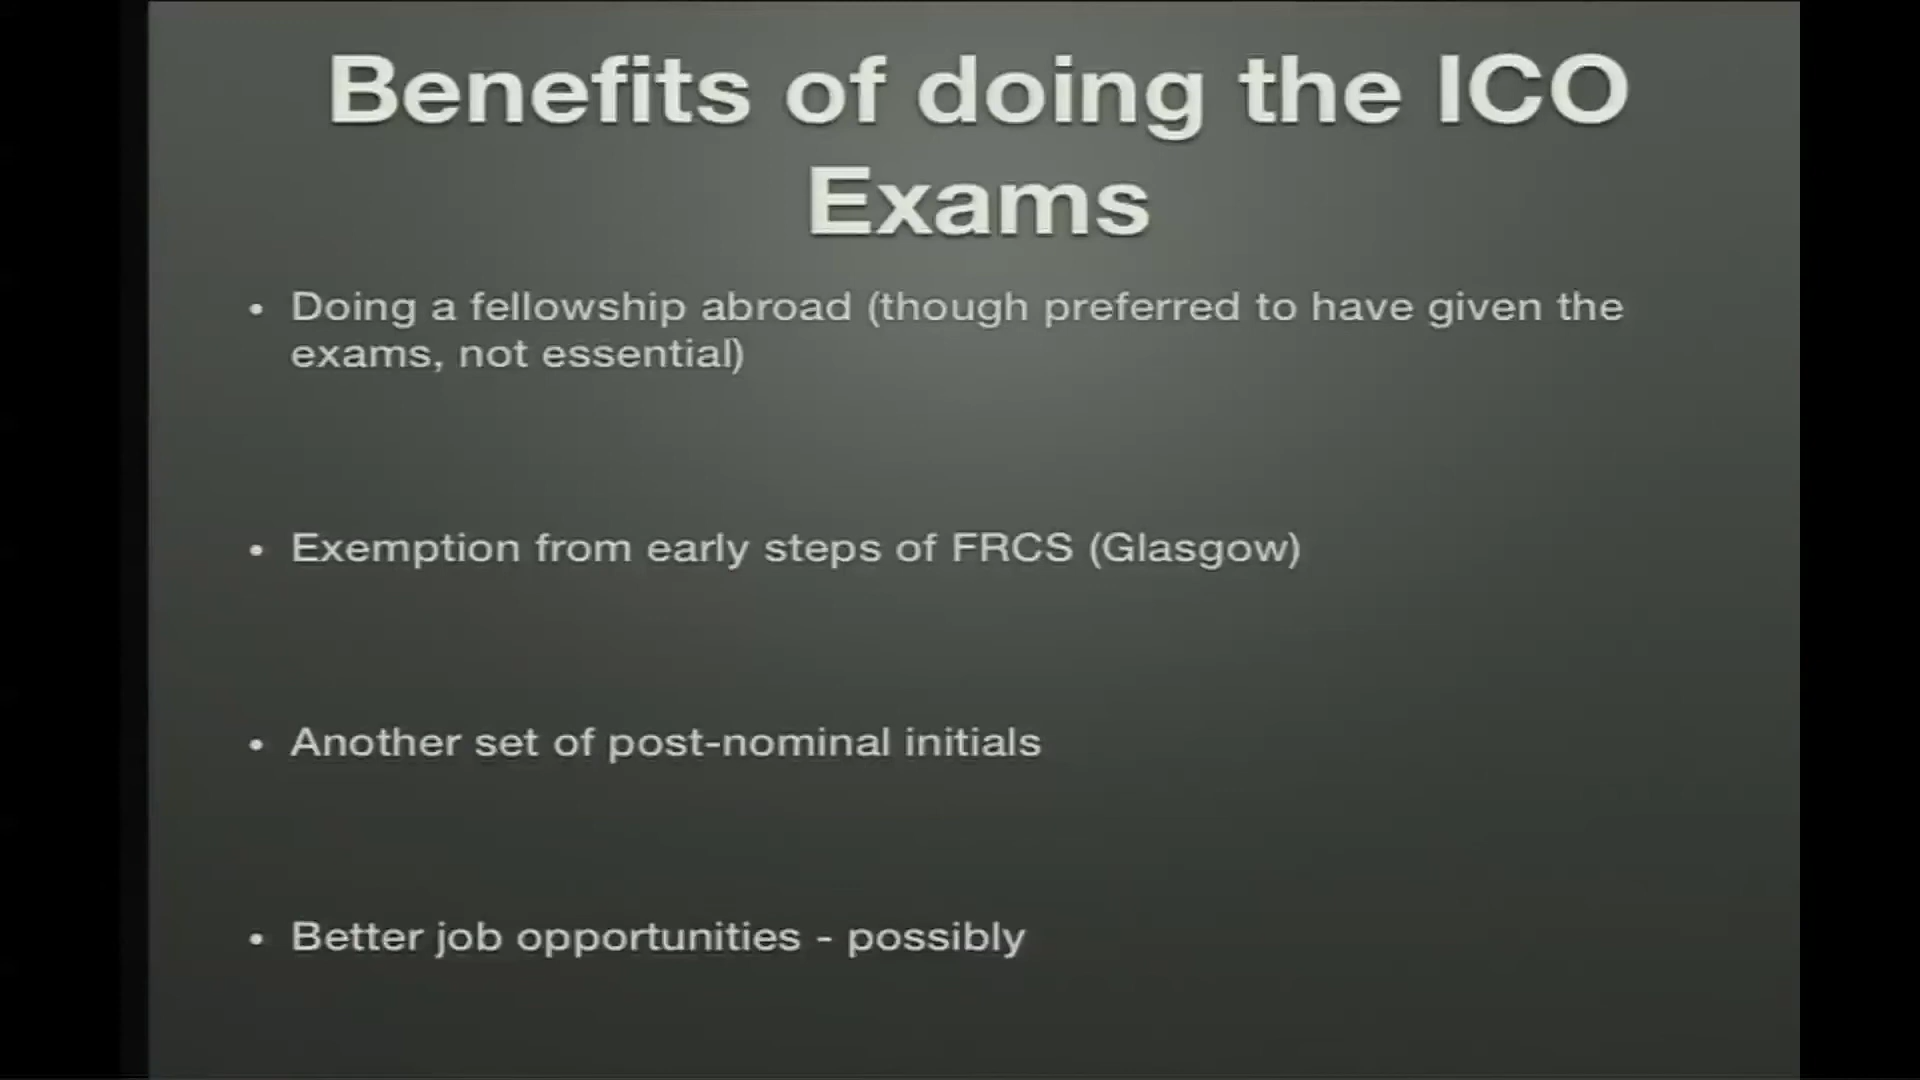 Benefits of doing the ICO
Exams
• Doing a fellowship abroad (though preferred to have given the
exams, not essential)
• Exemption from early steps of FRCS (Glasgow)
• Another set of post-nominal initials
• Better job opportunities - possibly